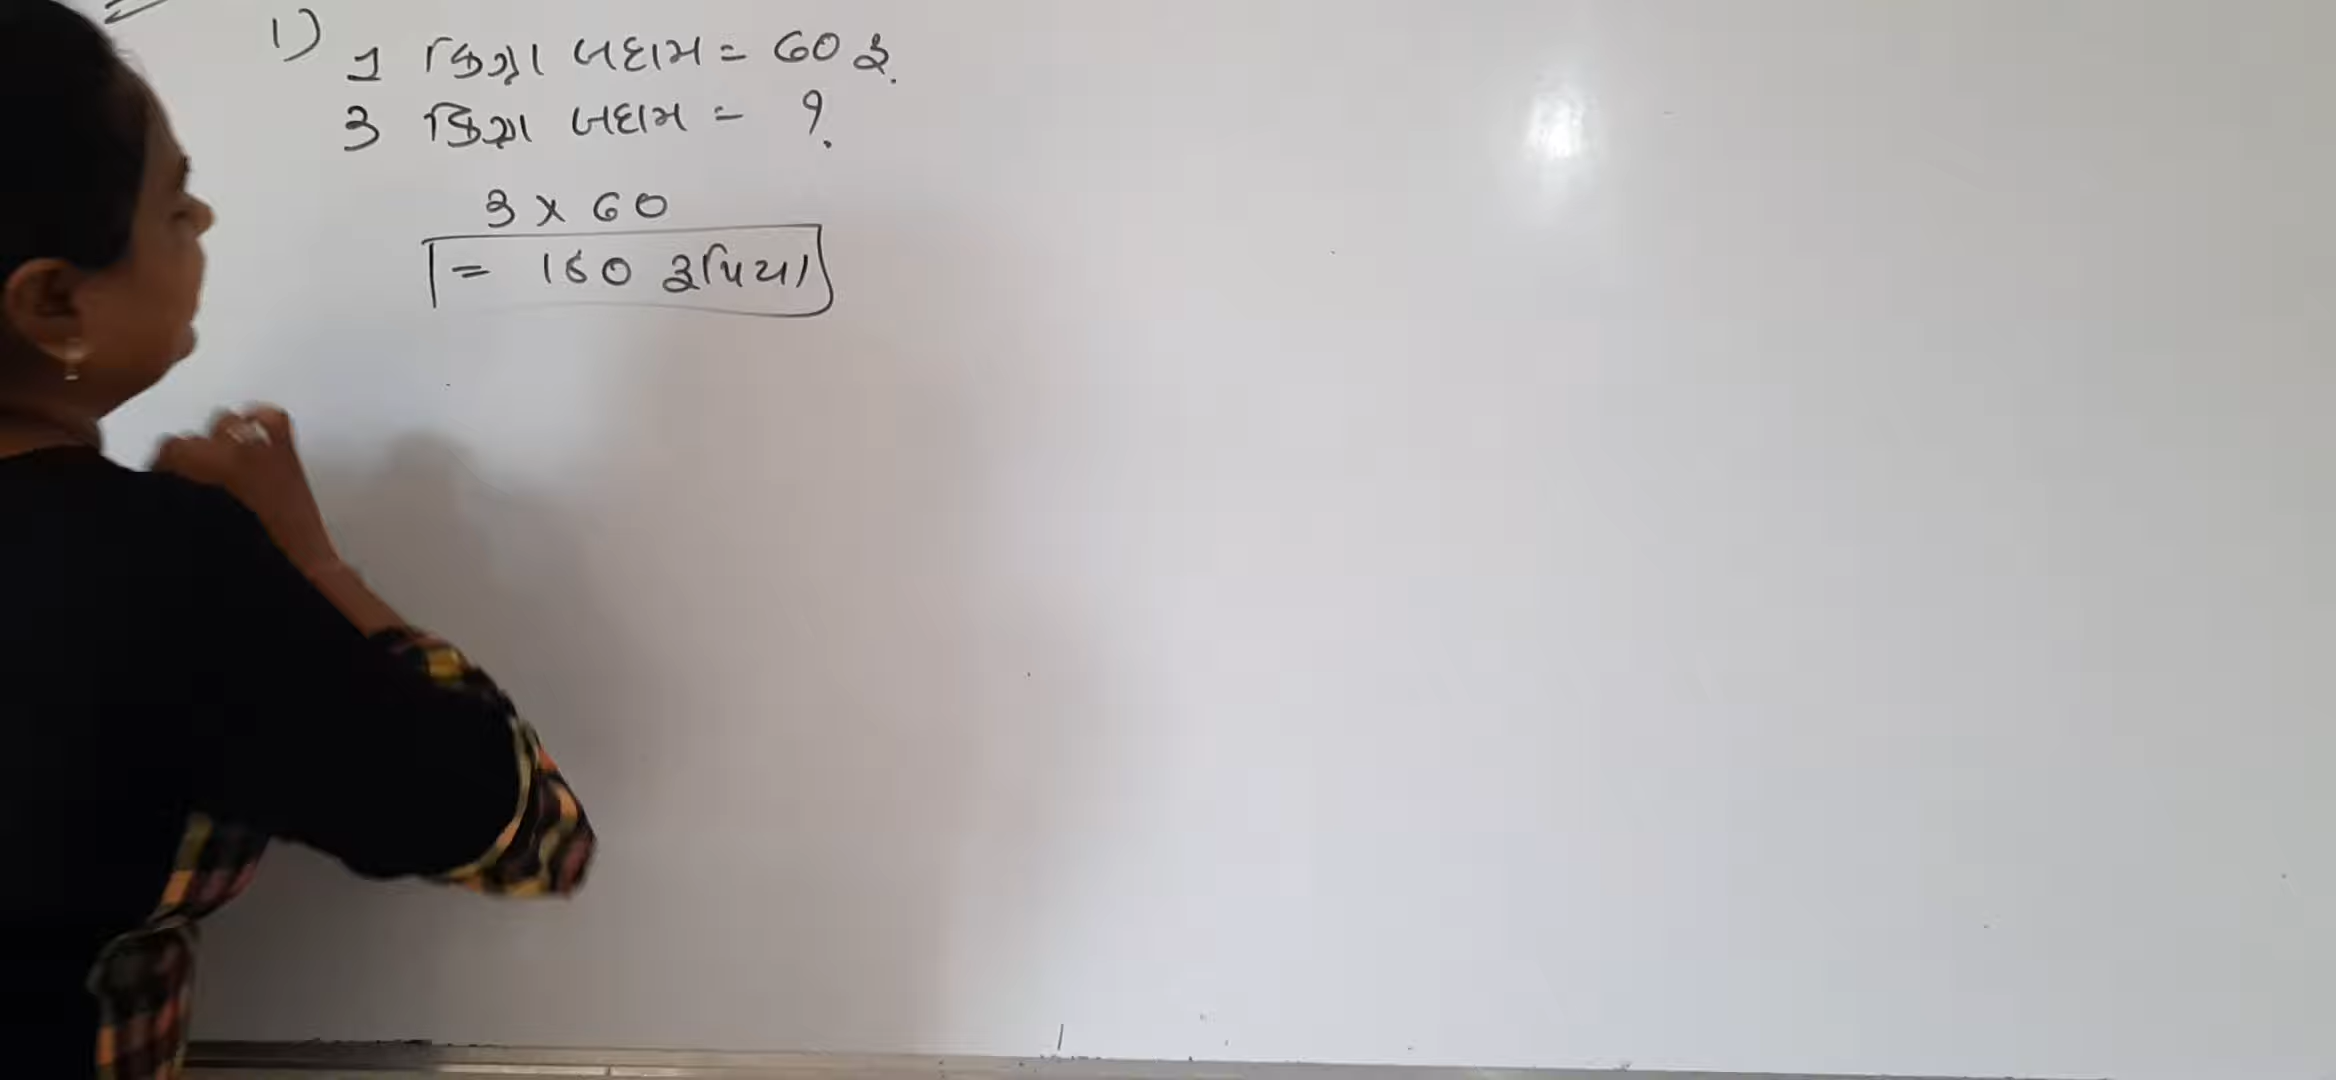 1) 1 કિગ્રા બદામ = 60 રૂ.
3 કિગ્રા બદામ = ?
3 x 60
= 180 રૂપિયા